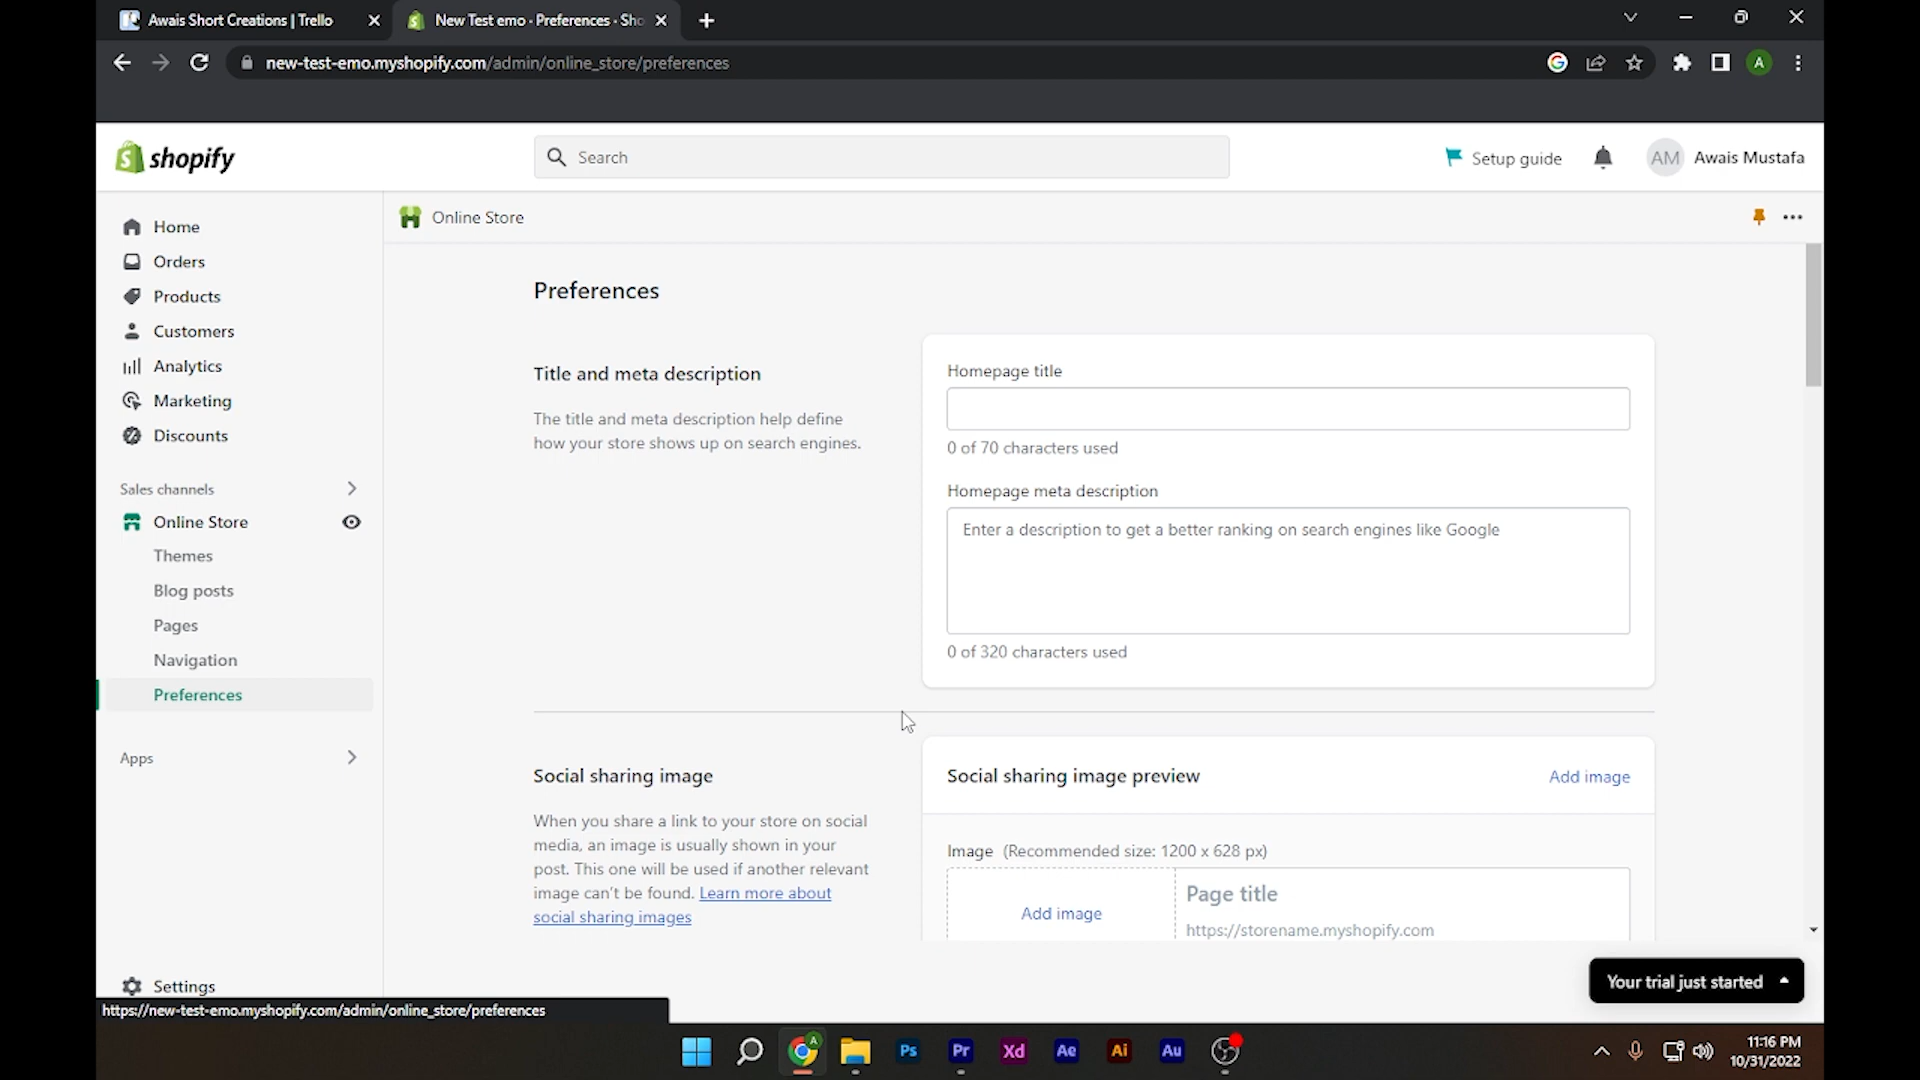 Awais Short Creations | Trello
New Test emo · Preferences · Sho
new-test-emo.myshopify.com/admin/online_store/preferences
A
shopify
Search
Setup guide
AM
Awais Mustafa
Home
Orders
Products
Customers
Analytics
Marketing
Discounts
Sales channels
Online Store
Themes
Blog posts
Pages
Navigation
Preferences
Apps
Settings
Online Store
Preferences
Title and meta description
The title and meta description help define
how your store shows up on search engines.
Homepage title
0 of 70 characters used
Homepage meta description
Enter a description to get a better ranking on search engines like Google
0 of 320 characters used
Social sharing image
When you share a link to your store on social
media, an image is usually shown in your
post. This one will be used if another relevant
image can't be found. Learn more about
social sharing images
Social sharing image preview
Add image
Image (Recommended size: 1200 x 628 px)
Add image
Page title
https://storename.myshopify.com
Your trial just started
https://new-test-emo.myshopify.com/admin/online_store/preferences
A
Ps
Pr
Xd
Ae
Ai
Au
11:16 PM
10/31/2022